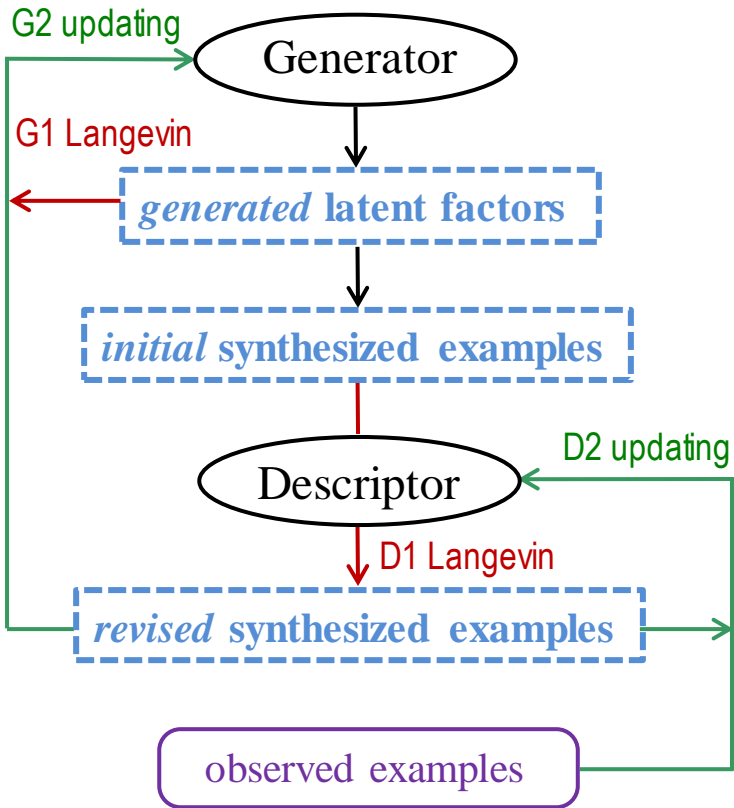 G2 updating
Generator
G1 Langevin
generated latent factors
initial synthesized examples
D2 updating
Descriptor
D1 Langevin
revised synthesized examples
observed examples